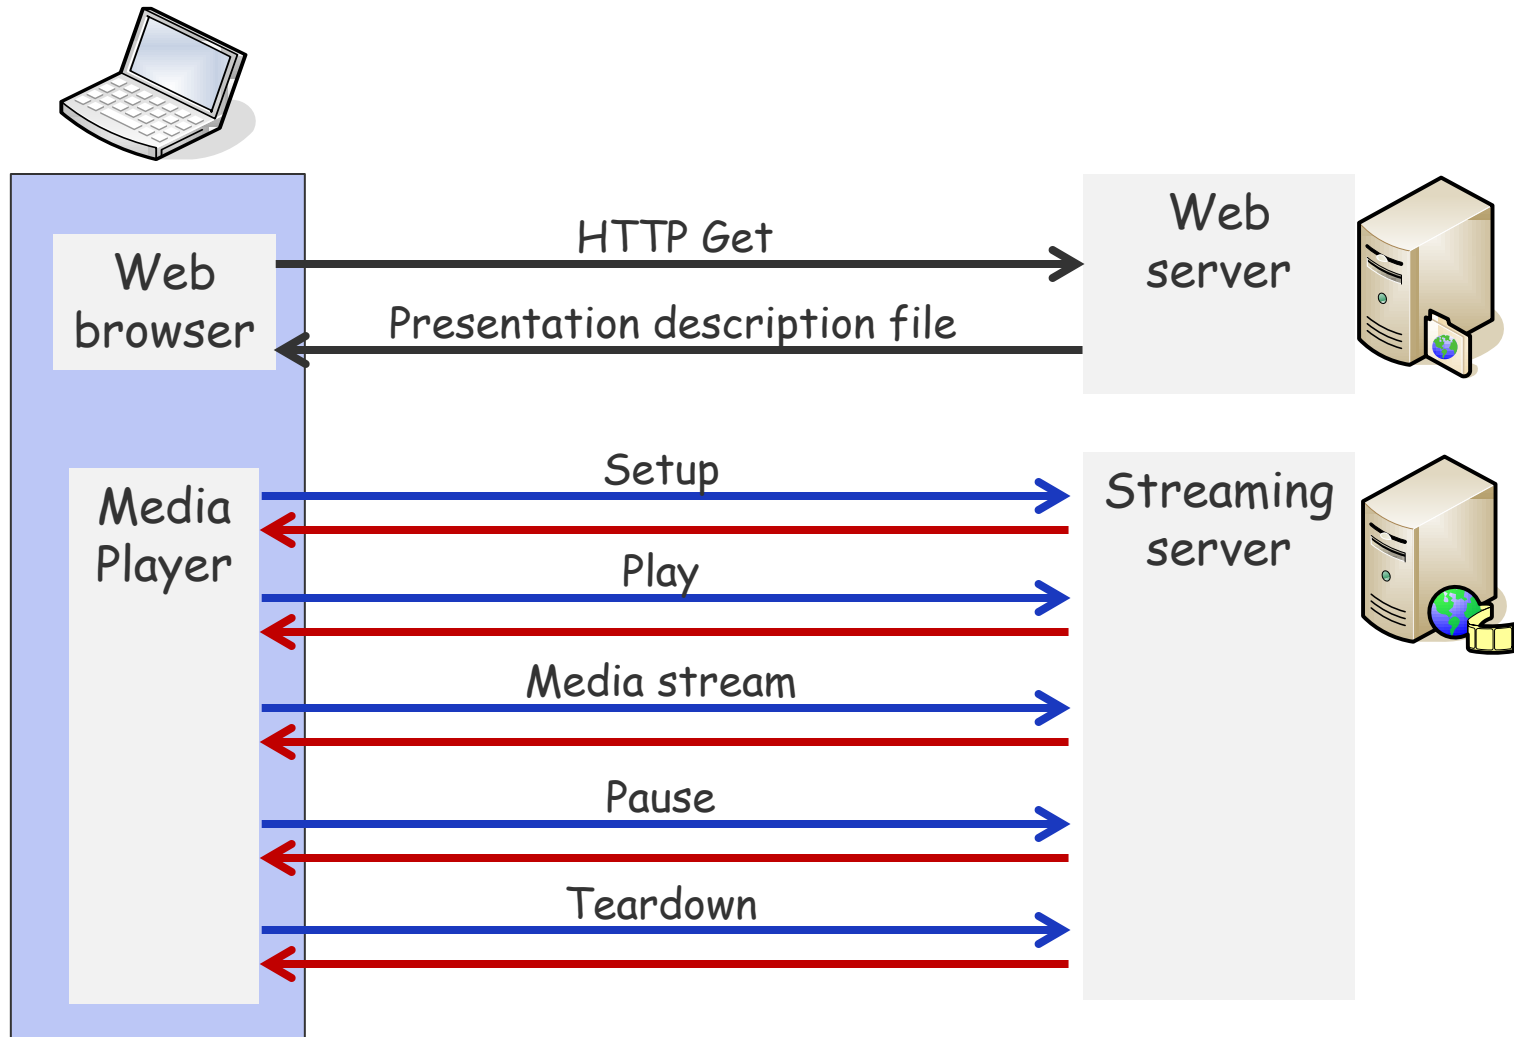 HTTP Get
Web
server
Web
browser
Presentation description file
Setup
Media
Player
Streaming
server
Play
Media stream
Pause
Teardown